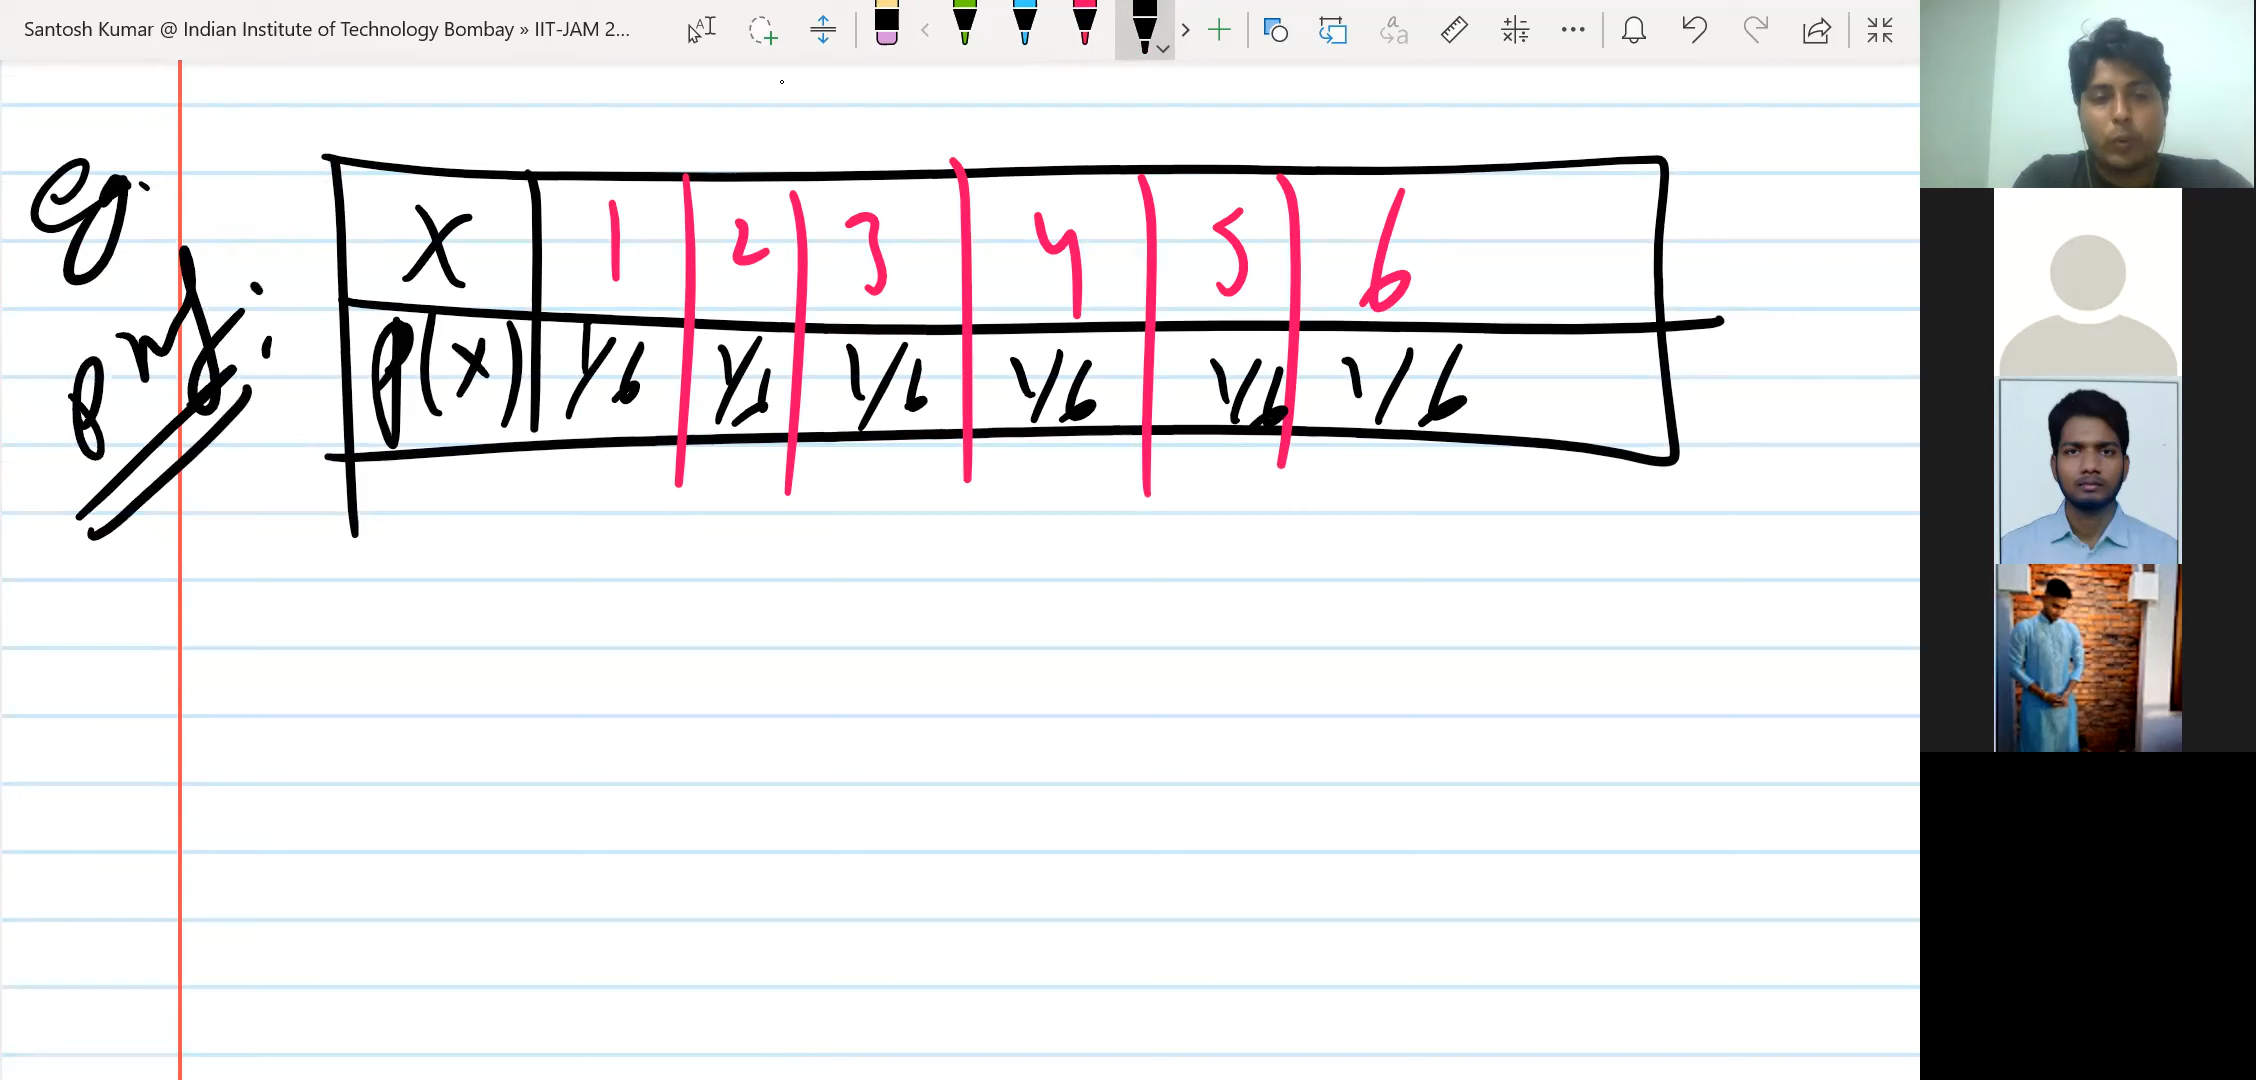 Santosh Kumar @ Indian Institute of Technology Bombay » IIT-JAM 2...
eg.
Pmf:
X 1 2 3 4 5 6
P(x) 1/6 1/6 1/6 1/6 1/6 1/6